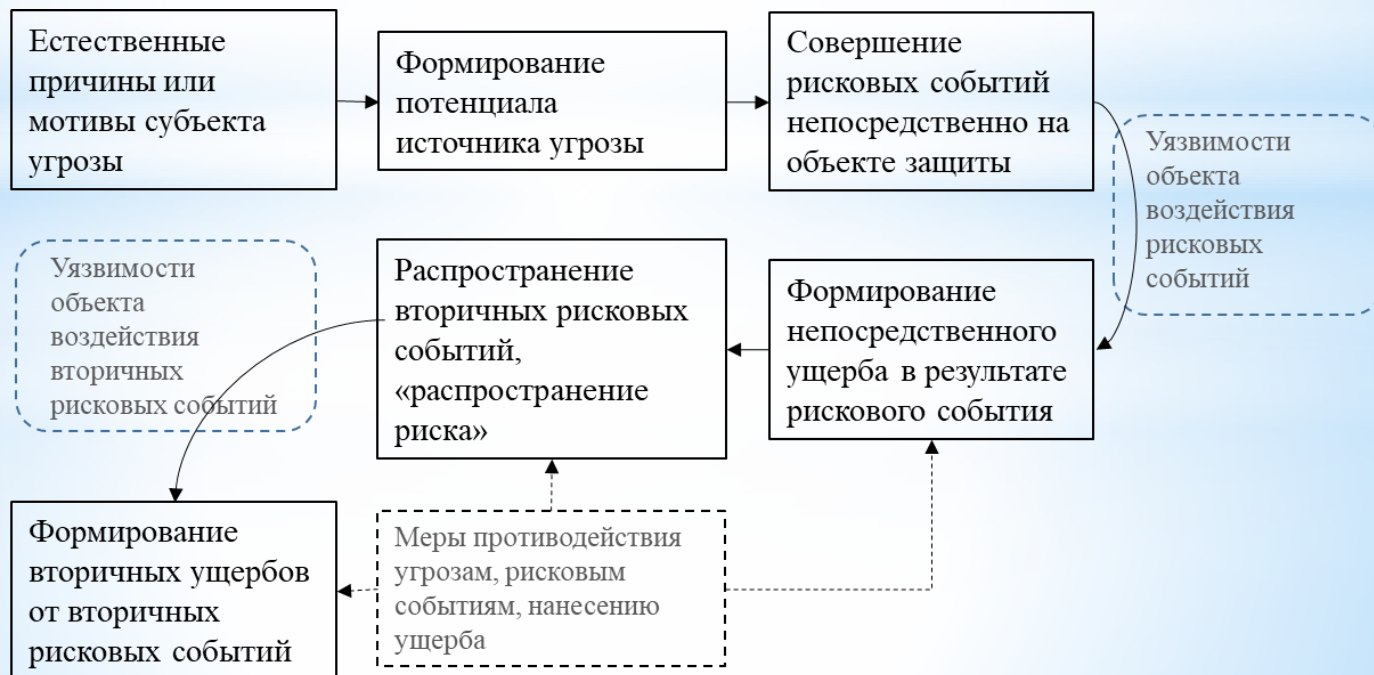 Естественные
причины или
мотивы субъекта
угрозы
Формирование
потенциала
источника угрозы
Совершение
рисковых событий
непосредственно на
объекте защиты
Уязвимости
объекта
воздействия
рисковых
событий
Формирование
непосредственного
ущерба в результате
рискового события
Распространение
вторичных рисковых
событий,
«распространение
риска»
Уязвимости
объекта
воздействия
вторичных
рисковых событий
Формирование
вторичных ущербов
от вторичных
рисковых событий
Меры противодействия
угрозам, рисковым
событиям, нанесению
ущерба